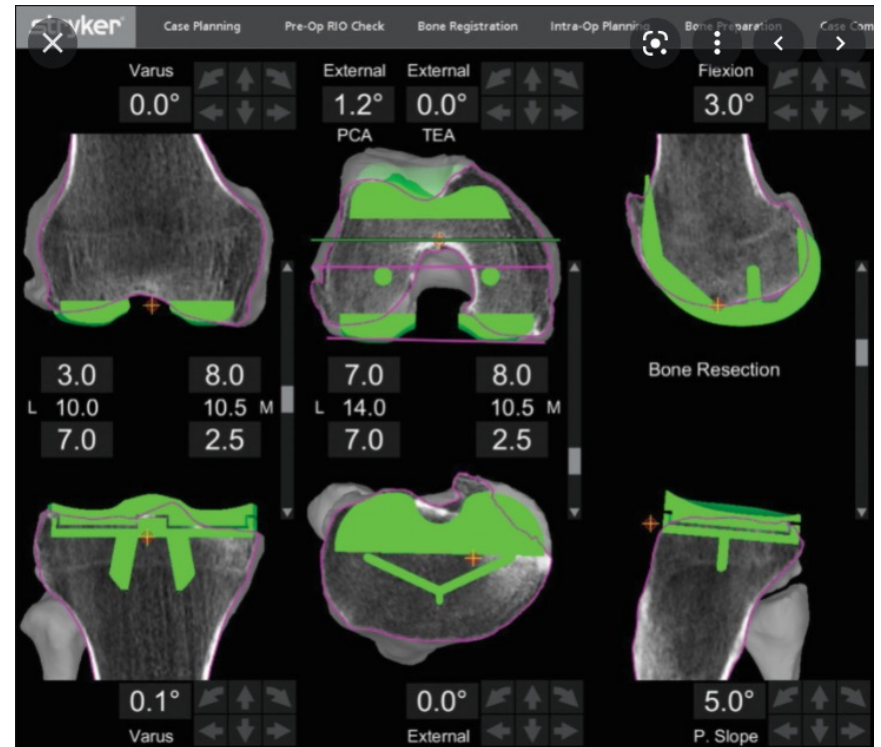 stryker Case Planning Pre-Op RIO Check Bone Registration Intra-Op Planning Bone Preparation Case Com
Varus External External Flexion
0.0° 1.2° 0.0° 3.0°
PCA TEA
Bone Resection
3.0 8.0 7.0 8.0
L 10.0 10.5 M L 14.0 10.5 M
7.0 2.5 7.0 2.5
0.1° 0.0° 5.0°
Varus External P. Slope